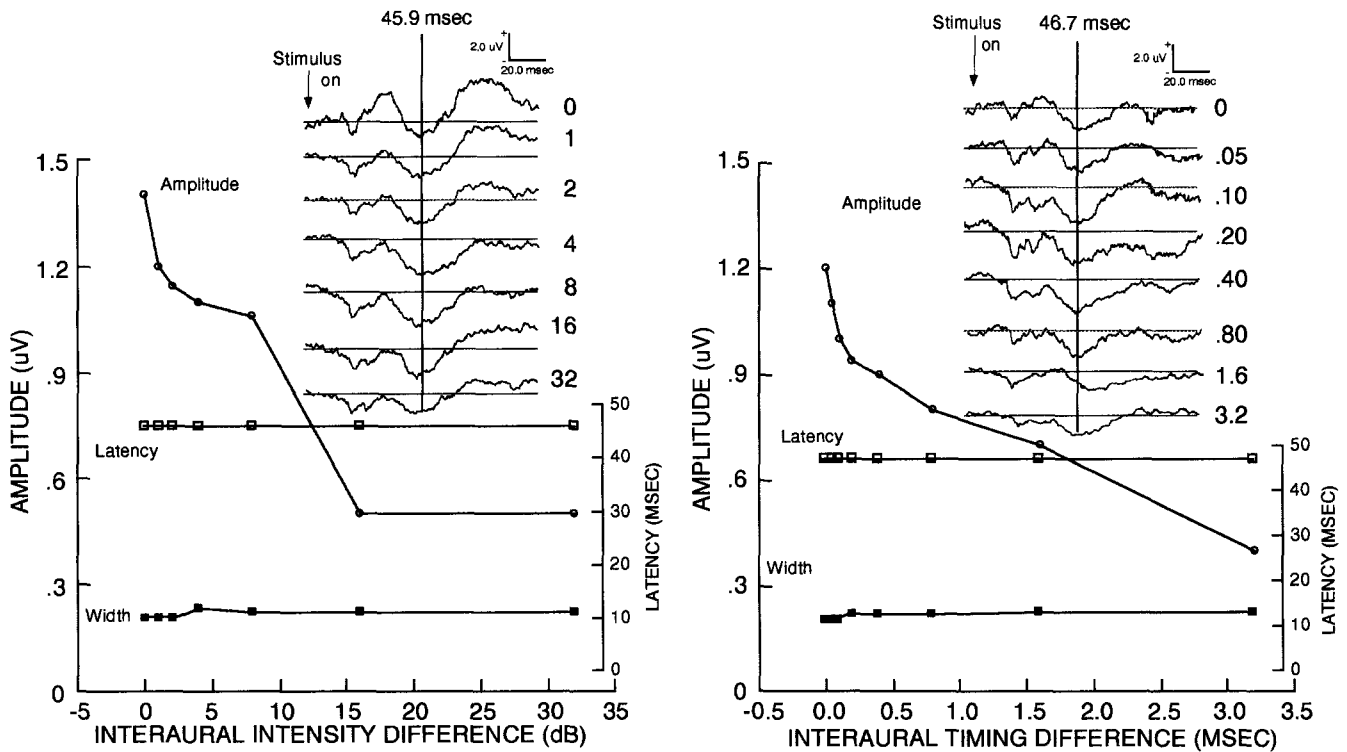 45.9 msec
Stimulus
on
+
2.0 uV
20.0 msec
0
1
2
4
8
16
32
1.5
1.2
.9
.6
.3
0
AMPLITUDE (uV)
Amplitude
Latency
Width
50
40
30
20
10
0
LATENCY (MSEC)
-5 0 5 10 15 20 25 30 35
INTERAURAL INTENSITY DIFFERENCE (dB)
46.7 msec
Stimulus
on
+
2.0 uV
20.0 msec
0
.05
.10
.20
.40
.80
1.6
3.2
1.5
1.2
.9
.6
.3
0
AMPLITUDE (uV)
Amplitude
Latency
Width
50
40
30
20
10
0
LATENCY (MSEC)
-0.5 0.0 0.5 1.0 1.5 2.0 2.5 3.0 3.5
INTERAURAL TIMING DIFFERENCE (MSEC)